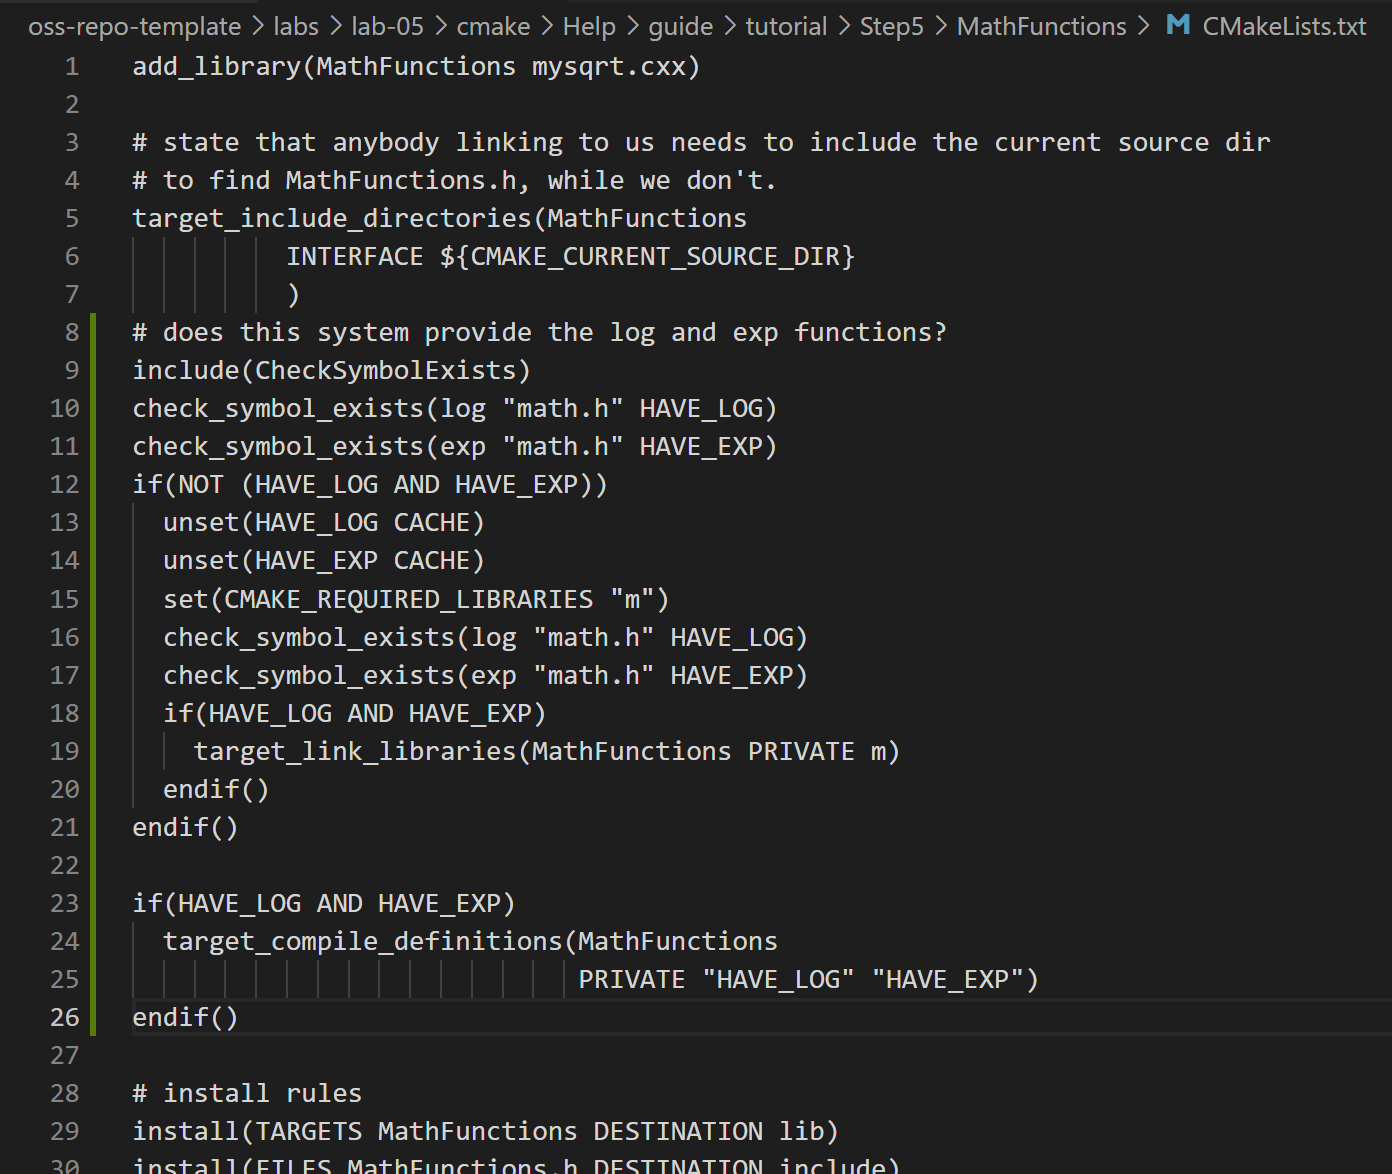 oss-repo-template > labs > lab-05 > cmake > Help > guide > tutorial > Step5 > MathFunctions > M CMakeLists.txt
1 add_library(MathFunctions mysqrt.cxx)
2
3 # state that anybody linking to us needs to include the current source dir
4 # to find MathFunctions.h, while we don't.
5 target_include_directories(MathFunctions
6           INTERFACE ${CMAKE_CURRENT_SOURCE_DIR}
7           )
8 # does this system provide the log and exp functions?
9 include(CheckSymbolExists)
10 check_symbol_exists(log "math.h" HAVE_LOG)
11 check_symbol_exists(exp "math.h" HAVE_EXP)
12 if(NOT (HAVE_LOG AND HAVE_EXP))
13   unset(HAVE_LOG CACHE)
14   unset(HAVE_EXP CACHE)
15   set(CMAKE_REQUIRED_LIBRARIES "m")
16   check_symbol_exists(log "math.h" HAVE_LOG)
17   check_symbol_exists(exp "math.h" HAVE_EXP)
18   if(HAVE_LOG AND HAVE_EXP)
19     target_link_libraries(MathFunctions PRIVATE m)
20   endif()
21 endif()
22
23 if(HAVE_LOG AND HAVE_EXP)
24   target_compile_definitions(MathFunctions
25                              PRIVATE "HAVE_LOG" "HAVE_EXP")
26 endif()
27
28 # install rules
29 install(TARGETS MathFunctions DESTINATION lib)
30 install(FILES MathFunctions.h DESTINATION include)